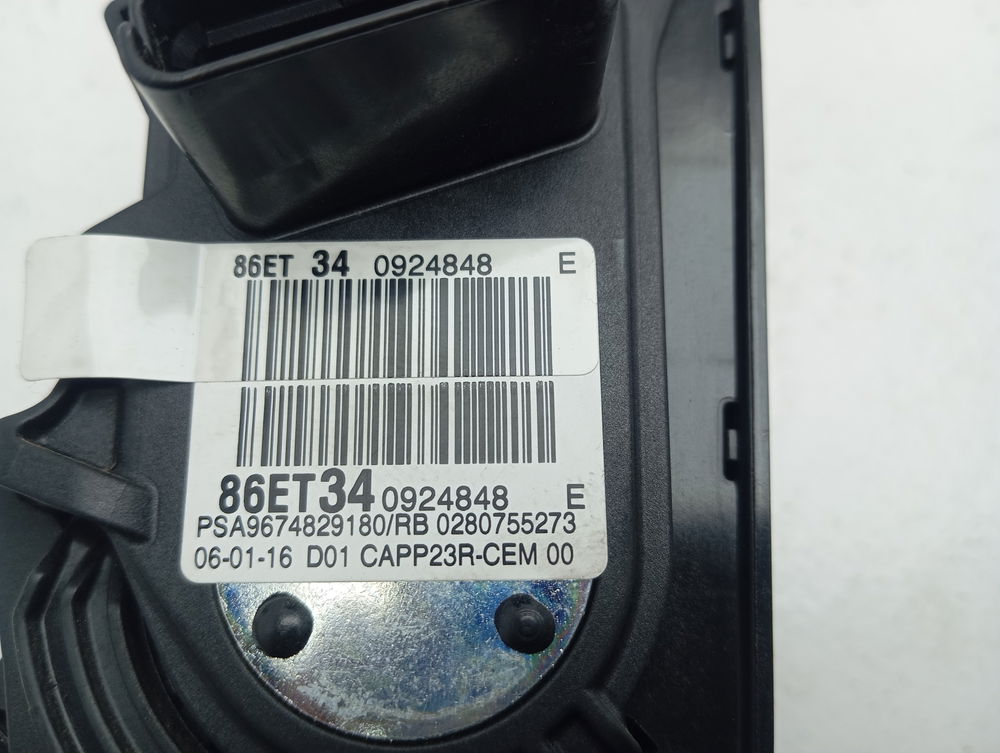 86ET 34 0924848 E
86ET34 0924848 E
PSA9674829180/RB 0280755273
06-01-16 D01 CAPP23R-CEM 00